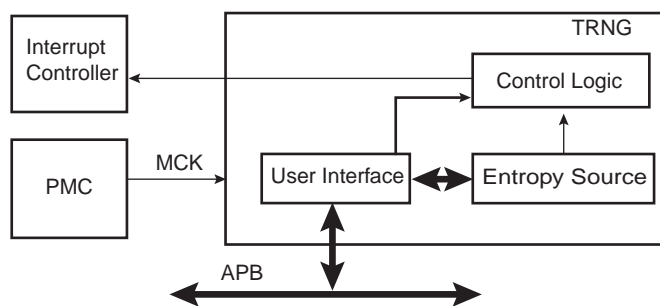 TRNG
Interrupt
Controller
Control Logic
MCK
PMC
User Interface
Entropy Source
APB